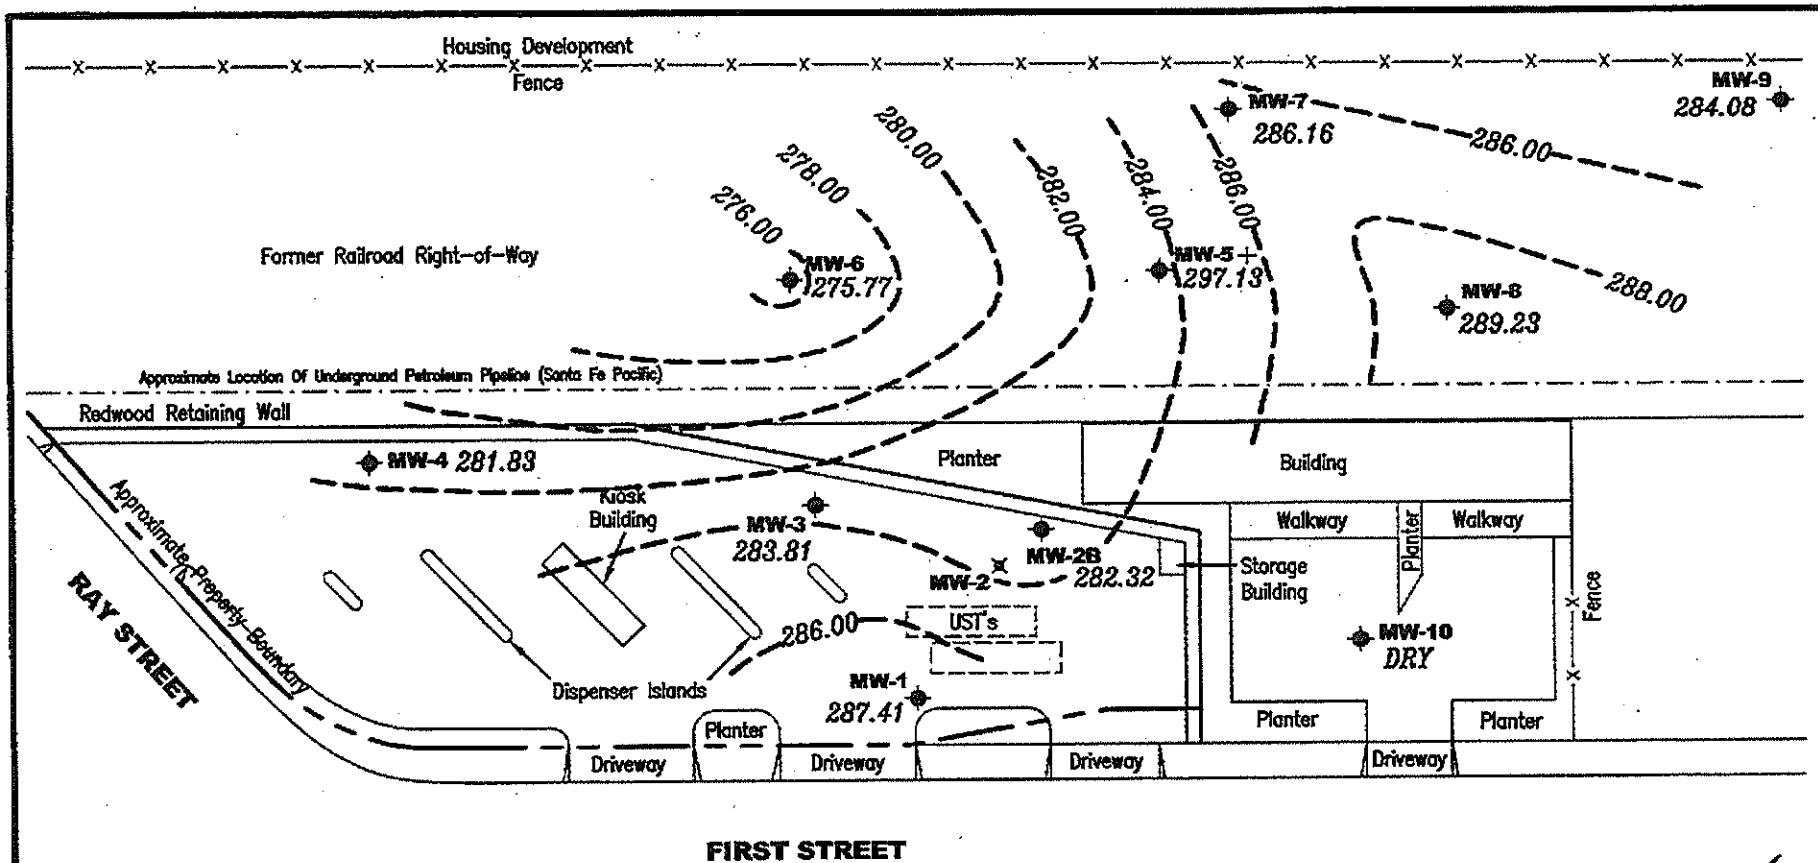 Housing Development
Fence
MW-9
284.08
MW-7
286.16
286.00
280.00
278.00
276.00
282.00
284.00
286.00
Former Railroad Right-of-Way
MW-6
275.77
MW-5
297.13
MW-8
289.23
288.00
Approximate Location Of Underground Petroleum Pipeline (Santa Fe Pacific)
Redwood Retaining Wall
MW-4 281.83
Planter
Building
Kiosk
Building
MW-3
283.81
Walkway
Planter
Walkway
MW-2B
282.32
MW-2
Storage
Building
Fence
Approximate Property Boundary
RAY STREET
286.00
UST's
MW-10
DRY
Dispenser Islands
MW-1
287.41
Planter
Planter
Planter
Driveway
Driveway
Driveway
Driveway
FIRST STREET